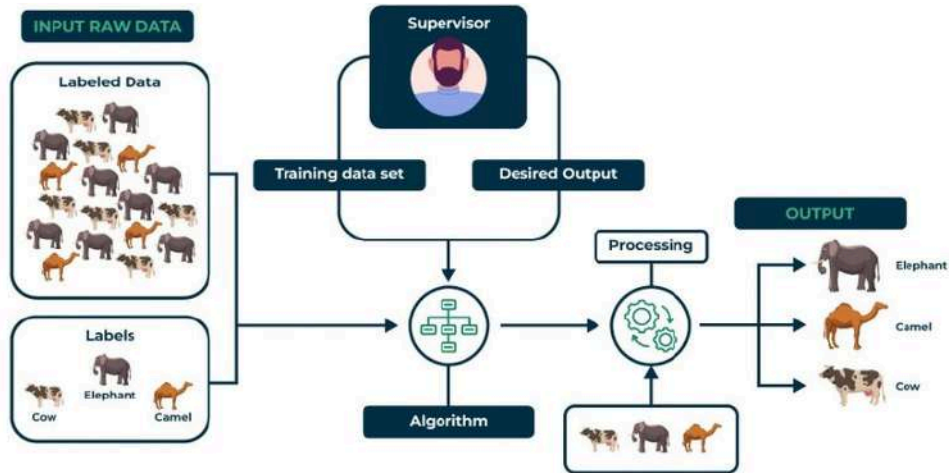 INPUT RAW DATA
Labeled Data
Labels
Elephant
Cow
Camel
Supervisor
Training data set
Desired Output
Algorithm
Processing
OUTPUT
Elephant
Camel
Cow